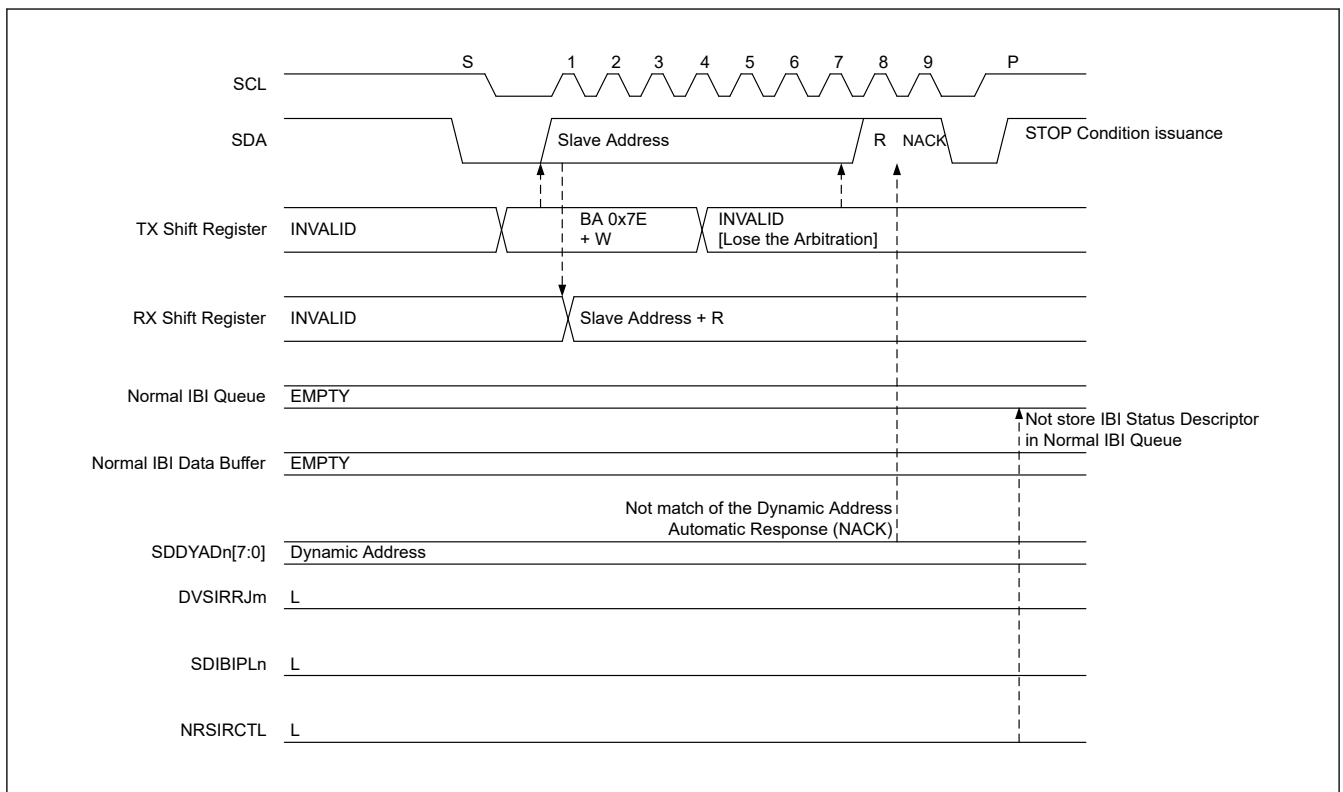 S 1 2 3 4 5 6 7 8 9 P
SCL
SDA Slave Address R NACK STOP Condition issuance
TX Shift Register INVALID BA 0x7E
+ W INVALID
[Lose the Arbitration]
RX Shift Register INVALID Slave Address + R
Normal IBI Queue EMPTY
Not store IBI Status Descriptor
in Normal IBI Queue
Normal IBI Data Buffer EMPTY
Not match of the Dynamic Address
Automatic Response (NACK)
SDDYADn[7:0] Dynamic Address
DVSIRRJm L
SDIBIPLn L
NRSIRCTL L